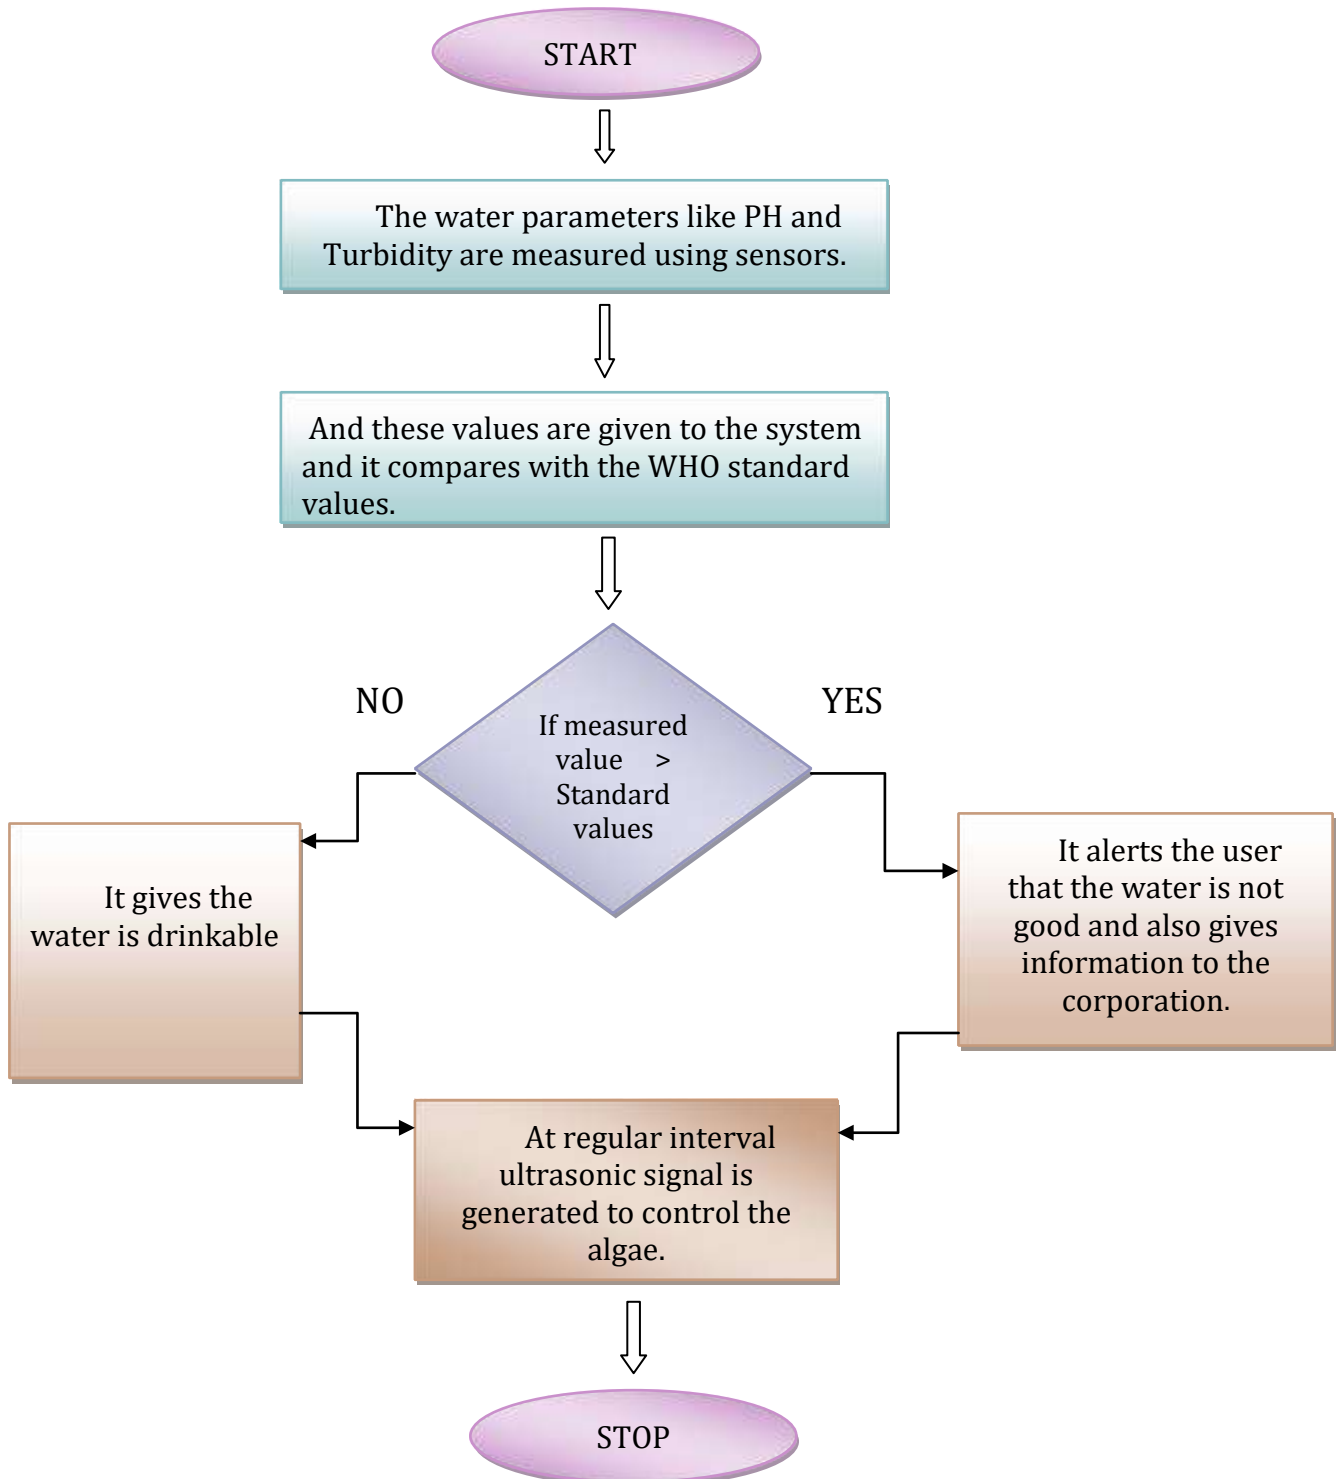 START
The water parameters like PH and
Turbidity are measured using sensors.
And these values are given to the system
and it compares with the WHO standard
values.
NO
YES
If measured
value >
Standard
values
It gives the
water is drinkable
It alerts the user
that the water is not
good and also gives
information to the
corporation.
At regular interval
ultrasonic signal is
generated to control the
algae.
STOP